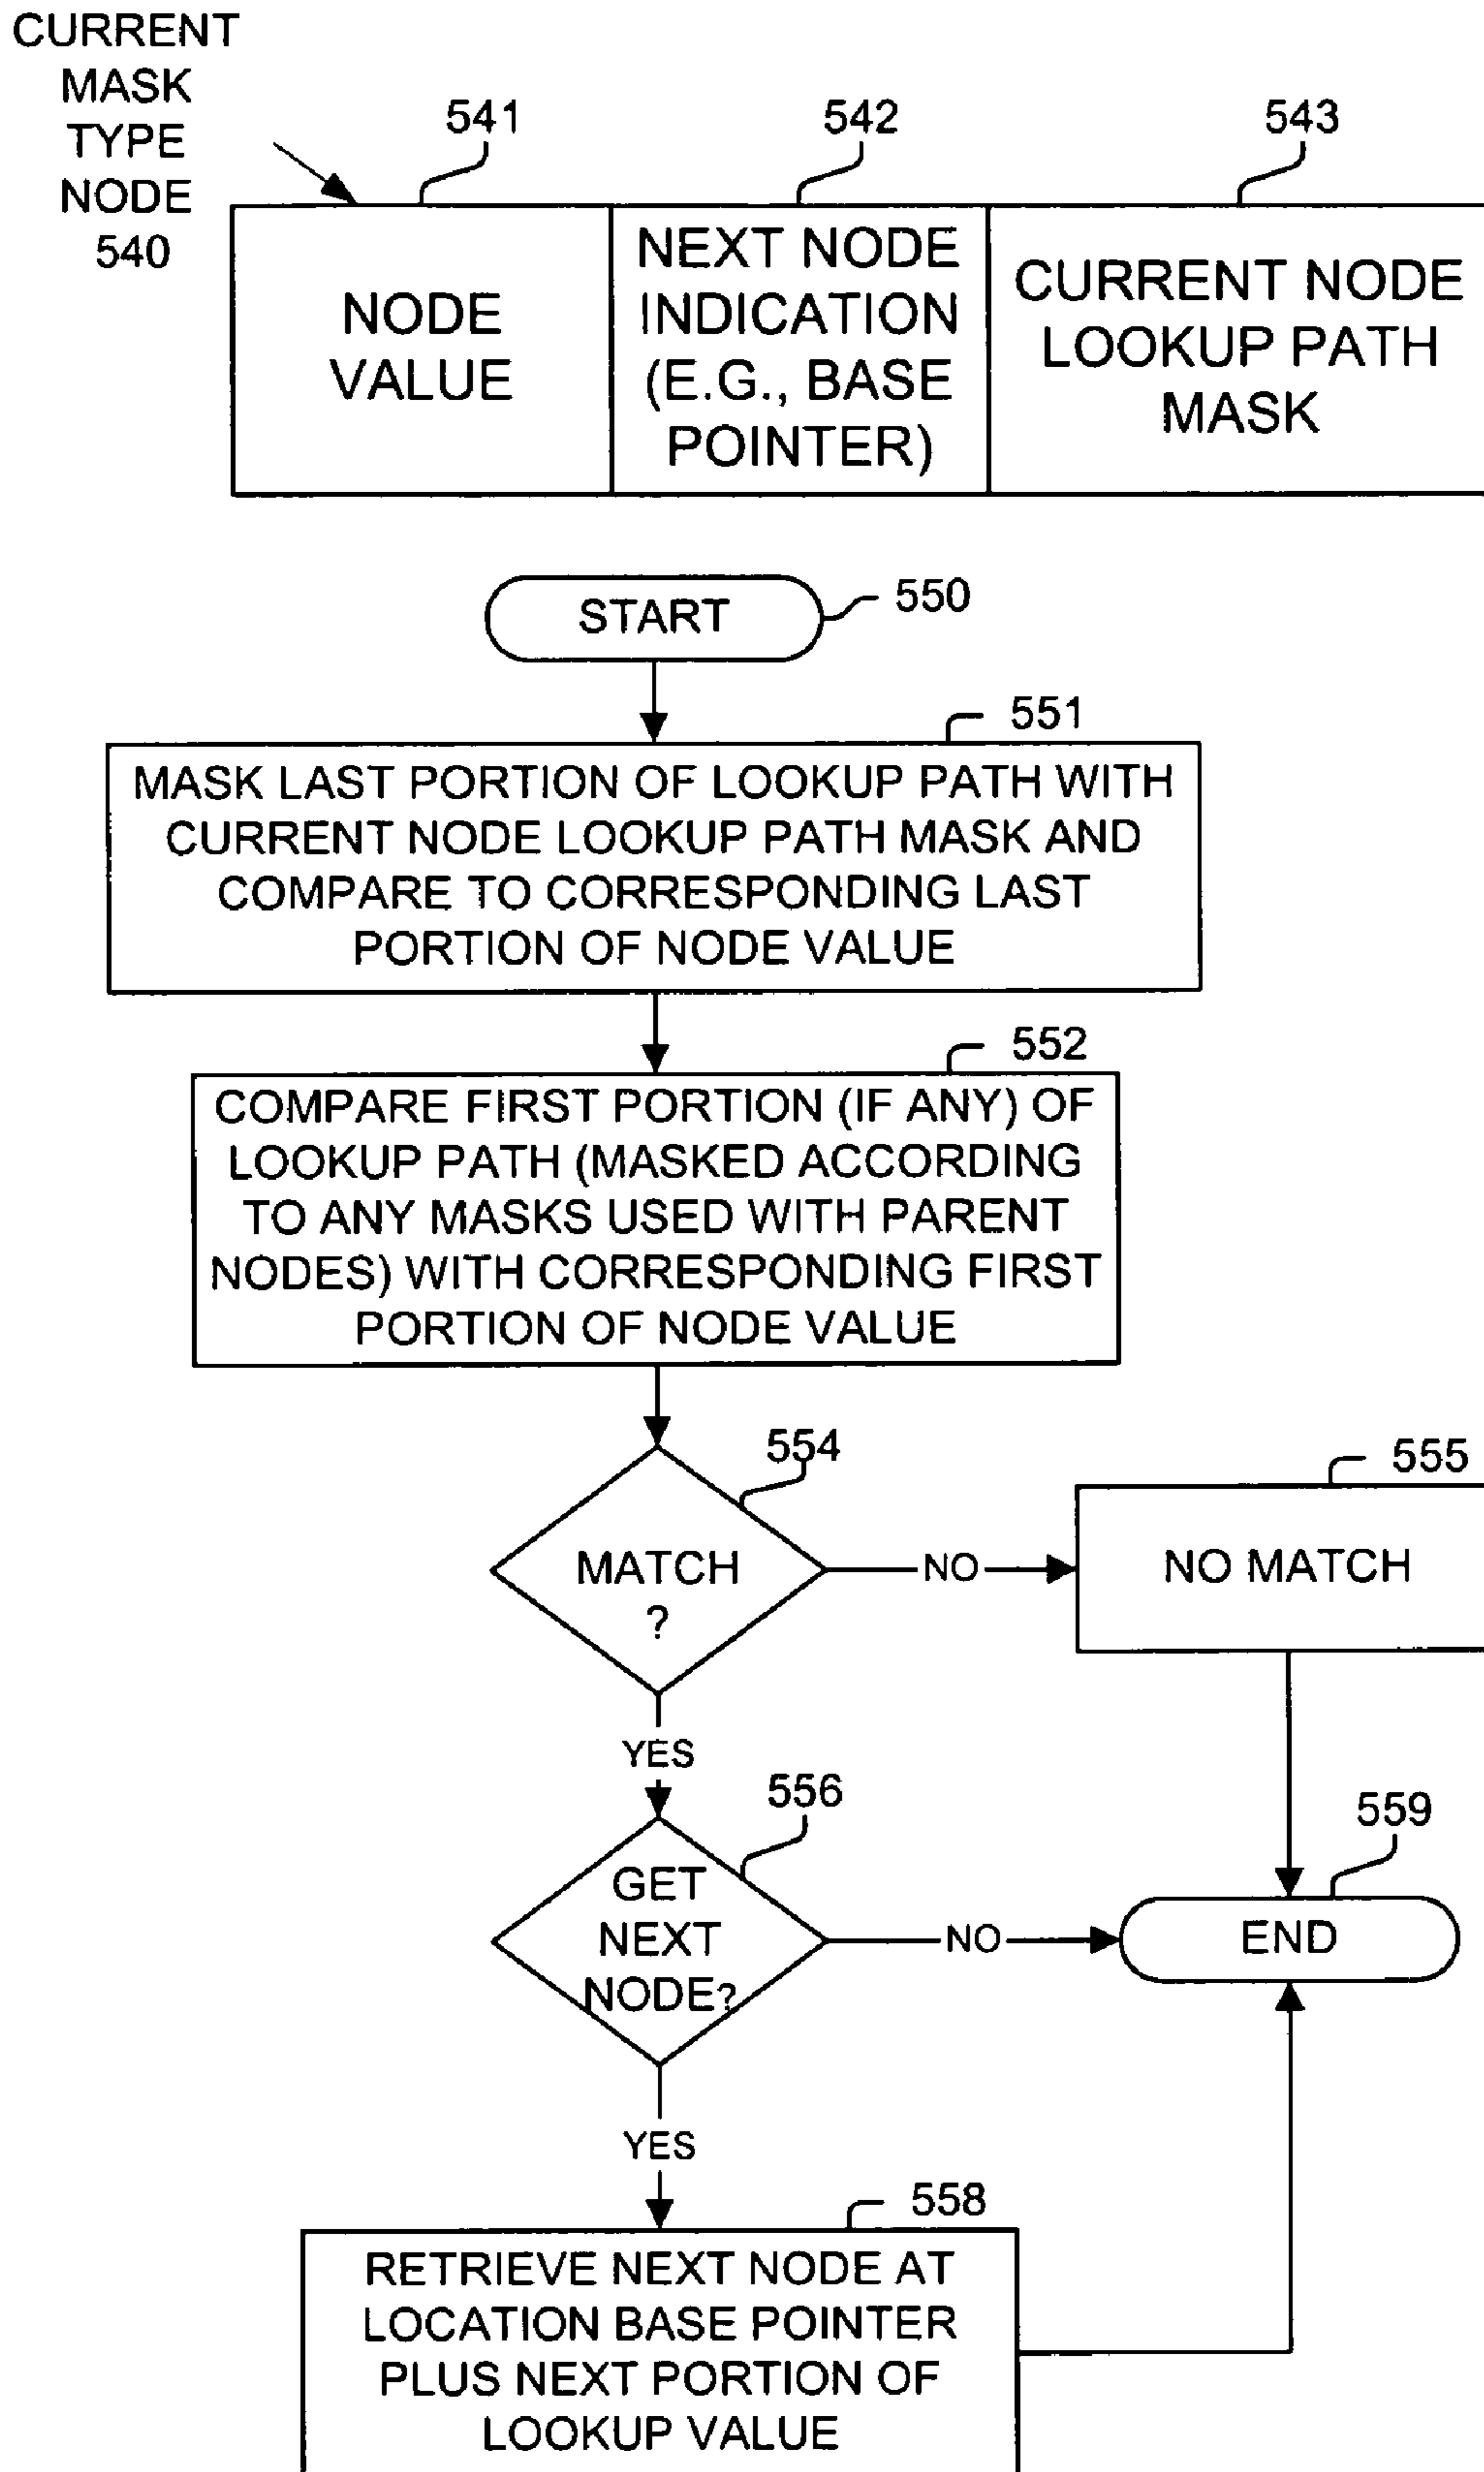 CURRENT
MASK
TYPE
NODE
540
541
542
543
NODE
VALUE
NEXT NODE
INDICATION
(E.G., BASE
POINTER)
CURRENT NODE
LOOKUP PATH
MASK
START
550
551
MASK LAST PORTION OF LOOKUP PATH WITH
CURRENT NODE LOOKUP PATH MASK AND
COMPARE TO CORRESPONDING LAST
PORTION OF NODE VALUE
552
COMPARE FIRST PORTION (IF ANY) OF
LOOKUP PATH (MASKED ACCORDING
TO ANY MASKS USED WITH PARENT
NODES) WITH CORRESPONDING FIRST
PORTION OF NODE VALUE
554
MATCH
?
NO
555
NO MATCH
YES
556
GET
NEXT
NODE?
NO
559
END
YES
558
RETRIEVE NEXT NODE AT
LOCATION BASE POINTER
PLUS NEXT PORTION OF
LOOKUP VALUE